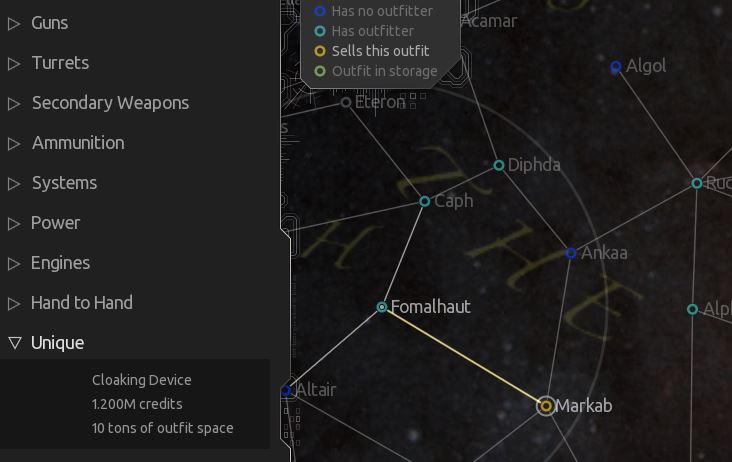 Guns
Turrets
Secondary Weapons
Ammunition
Systems
Power
Engines
Hand to Hand
Unique
Cloaking Device
1.200M credits
10 tons of outfit space
Has no outfitter
Has outfitter
Sells this outfit
Outfit in storage
Acamar
Algol
Eteron
Diphda
Caph
Ankaa
Fomalhaut
Altair
Markab